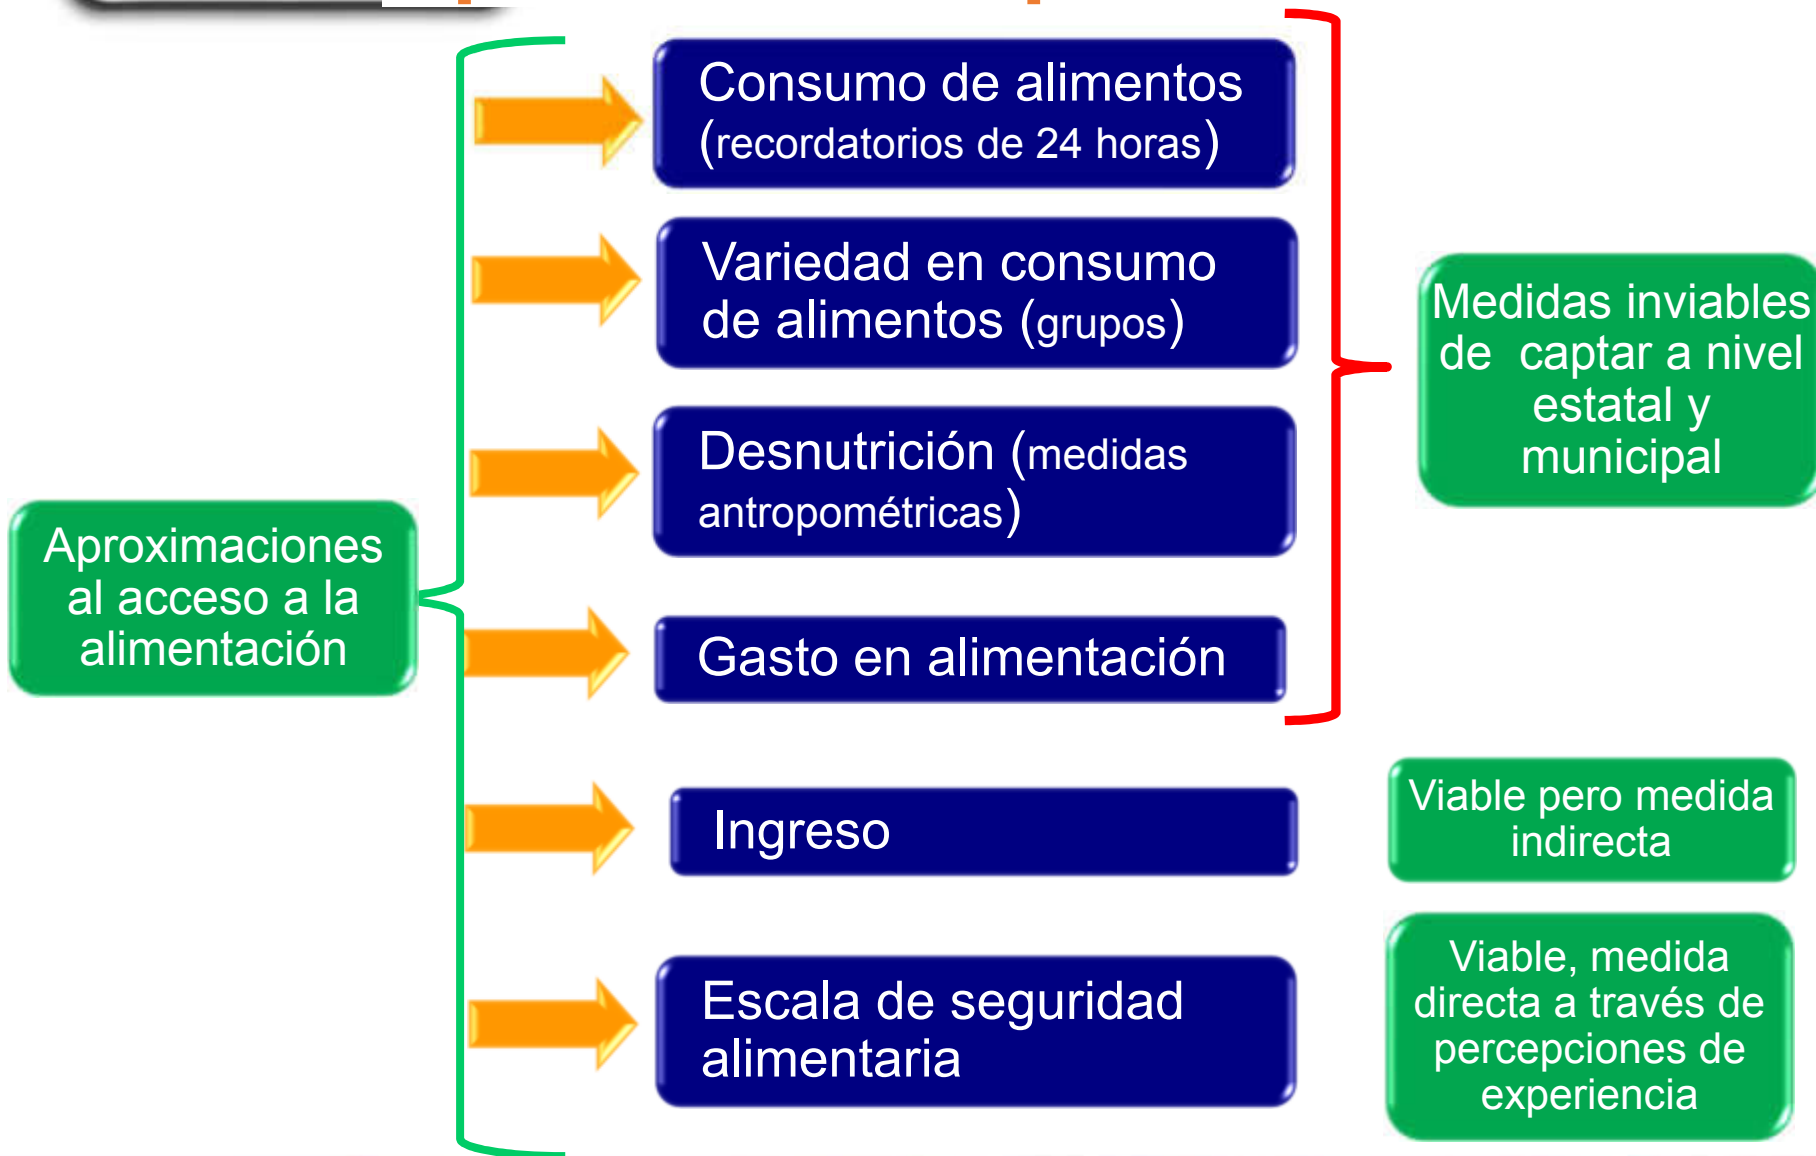 Consumo de alimentos
(recordatorios de 24 horas)
Variedad en consumo
de alimentos (grupos)
Medidas inviables
de captar a nivel
estatal y
municipal
Desnutrición (medidas
antropométricas)
Aproximaciones
al acceso a la
alimentación
Gasto en alimentación
Ingreso
Viable pero medida
indirecta
Escala de seguridad
alimentaria
Viable, medida
directa a través de
percepciones de
experiencia